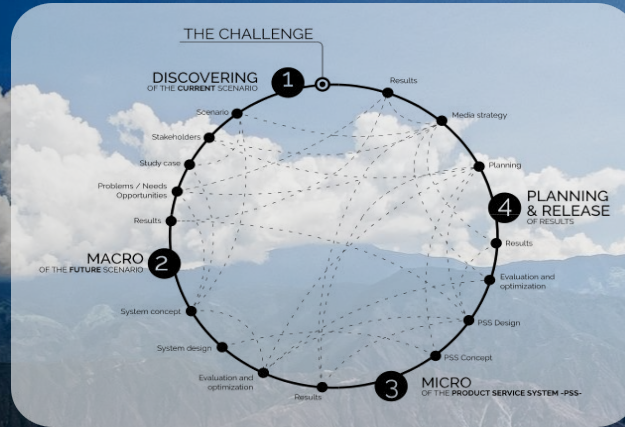 THE CHALLENGE
1
DISCOVERING
OF THE CURRENT SCENARIO
Scenario
Stakeholders
Study case
Problems / Needs
Opportunities
Results
2
MACRO
OF THE FUTURE SCENARIO
System concept
System design
Evaluation and
optimization
Results
3
MICRO
OF THE PRODUCT SERVICE SYSTEM -PSS-
PSS Concept
PSS Design
Evaluation and
optimization
Results
4
PLANNING
& RELEASE
OF RESULTS
Planning
Media strategy
Results